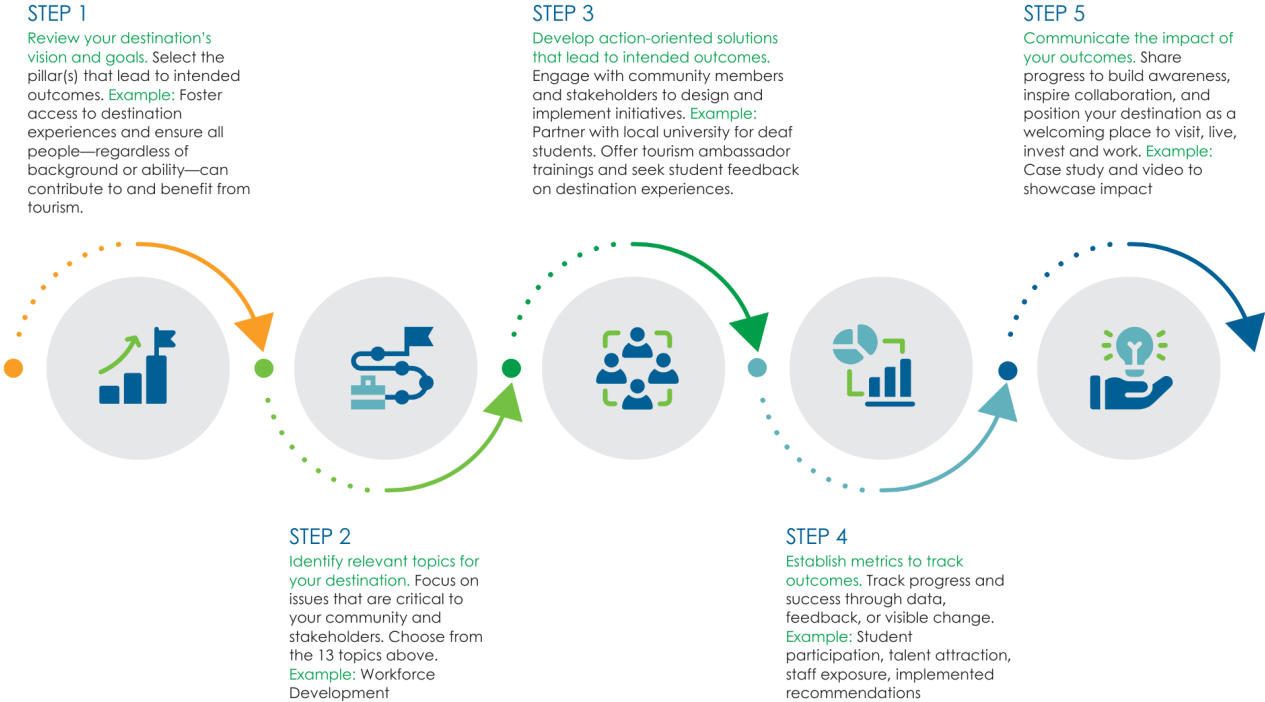 STEP 1
Review your destination's
vision and goals. Select the
pillar(s) that lead to intended
outcomes. Example: Foster
access to destination
experiences and ensure all
people—regardless of
background or ability—can
contribute to and benefit from
tourism.
STEP 2
Identify relevant topics for
your destination. Focus on
issues that are critical to
your community and
stakeholders. Choose from
the 13 topics above.
Example: Workforce
Development
STEP 3
Develop action-oriented solutions
that lead to intended outcomes.
Engage with community members
and stakeholders to design and
implement initiatives. Example:
Partner with local university for deaf
students. Offer tourism ambassador
trainings and seek student feedback
on destination experiences.
STEP 4
Establish metrics to track
outcomes. Track progress and
success through data,
feedback, or visible change.
Example: Student
participation, talent attraction,
staff exposure, implemented
recommendations
STEP 5
Communicate the impact of
your outcomes. Share
progress to build awareness,
inspire collaboration, and
position your destination as a
welcoming place to visit, live,
invest and work. Example:
Case study and video to
showcase impact